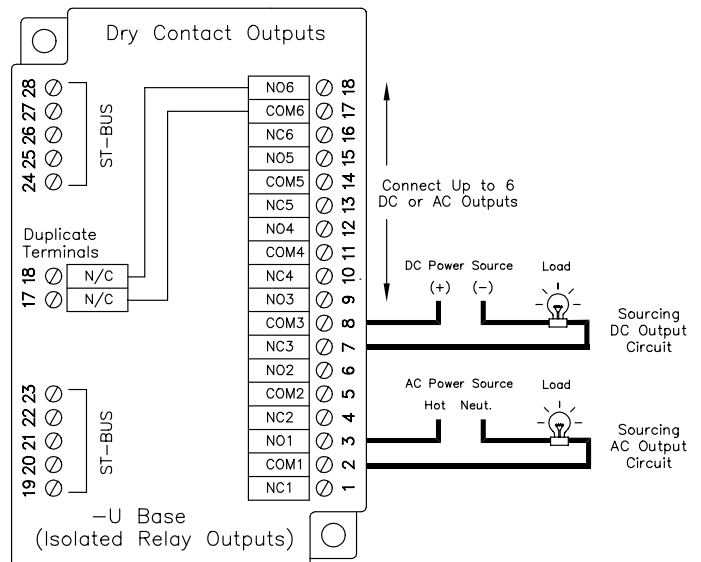 Dry Contact Outputs
28
27
26
25
24
ST-BUS
NO6 18
COM6 17
NC6 16
NO5 15
COM5 14
NC5 13
NO4 12
COM4 11
NC4 10
NO3 9
COM3 8
NC3 7
NO2 6
COM2 5
NC2 4
NO1 3
COM1 2
NC1 1
Duplicate
Terminals
18 N/C
17 N/C
23
22
21
20
19
ST-BUS
-U Base
(Isolated Relay Outputs)
Connect Up to 6
DC or AC Outputs
DC Power Source
(+) (-)
Load
Sourcing
DC Output
Circuit
AC Power Source
Hot Neut.
Load
Sourcing
AC Output
Circuit